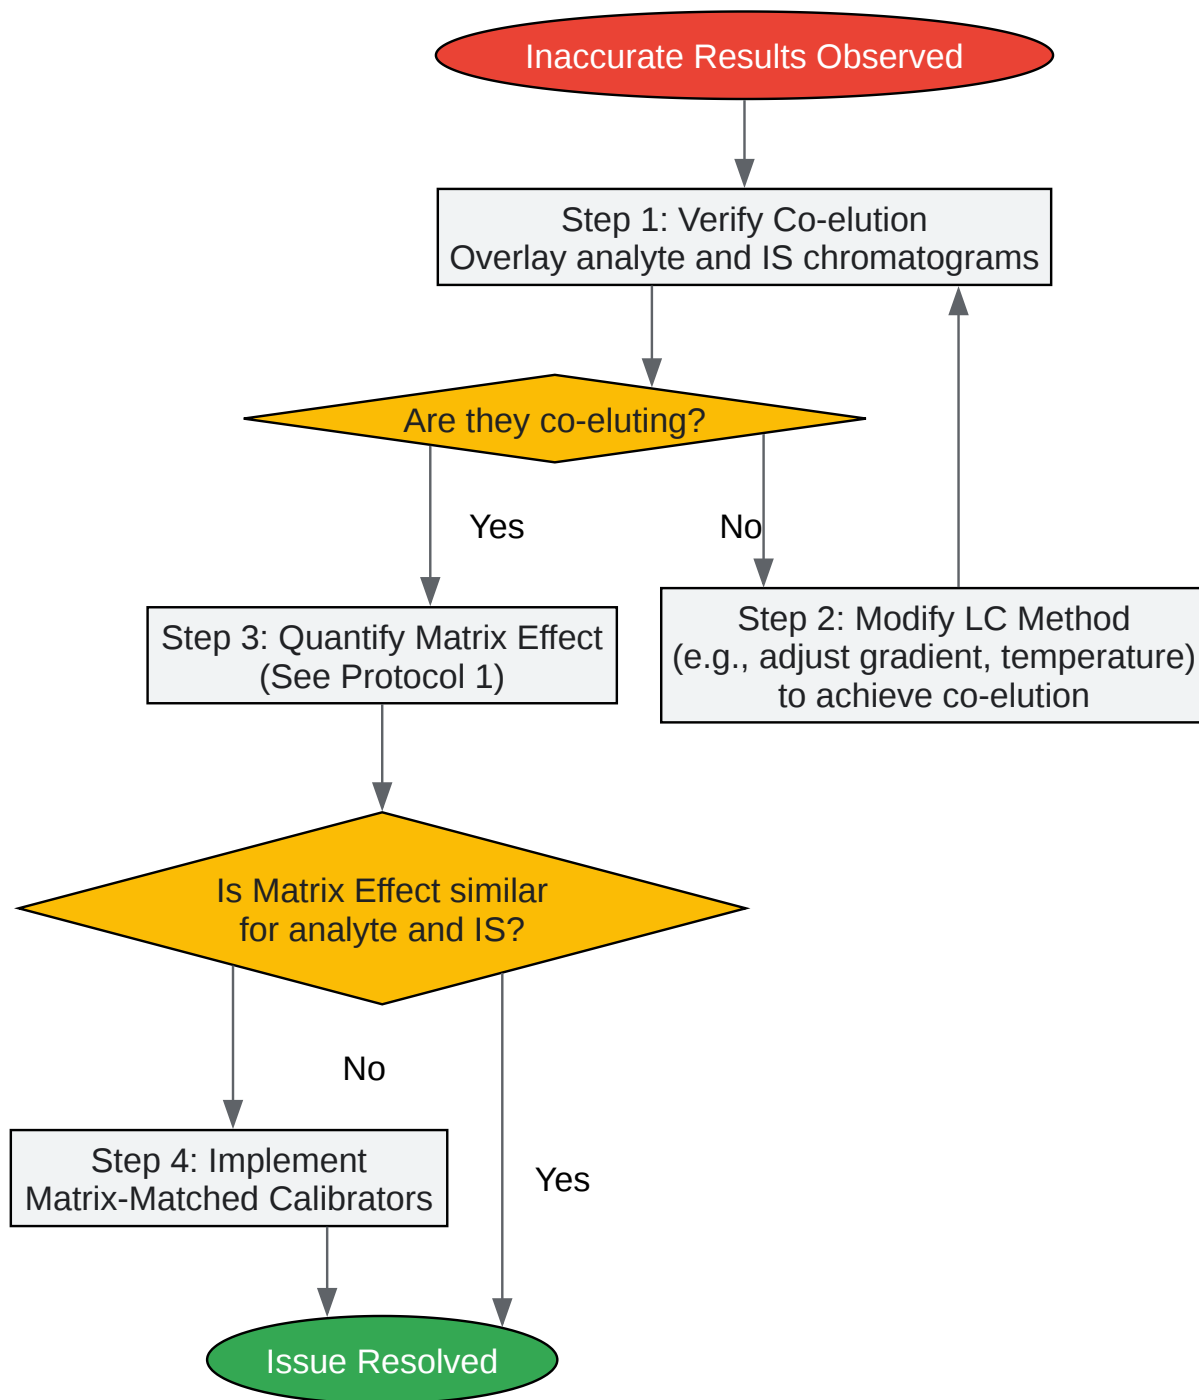 Inaccurate Results Observed
Step 1: Verify Co-elution
Overlay analyte and IS chromatograms
Are they co-eluting?
Yes
No
Step 3: Quantify Matrix Effect
(See Protocol 1)
Step 2: Modify LC Method
(e.g., adjust gradient, temperature)
to achieve co-elution
Is Matrix Effect similar
for analyte and IS?
No
Step 4: Implement
Matrix-Matched Calibrators
Yes
Issue Resolved